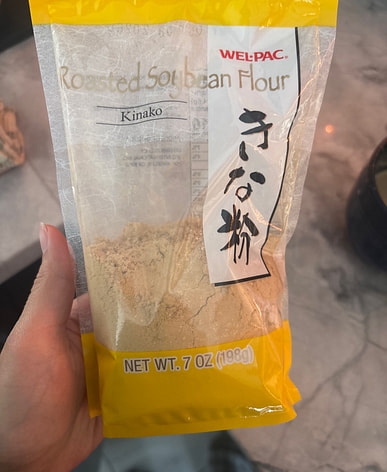 WEL-PAC®
Roasted Soybean Flour
Kinako
きな粉
NET WT. 7 OZ (198g)